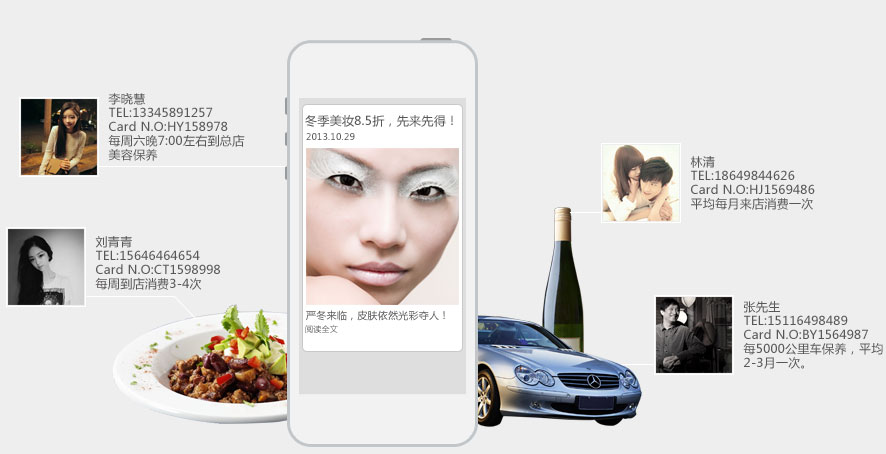 李晓慧
TEL:13345891257
Card N.O:HY158978
每周六晚7:00左右到总店
美容保养
刘青青
TEL:15646464654
Card N.O:CT1598998
每周到店消费3-4次
冬季美妆8.5折，先来先得！
2013.10.29
严冬来临，皮肤依然光彩夺人！
阅读全文
林清
TEL:18649844626
Card N.O:HJ1569486
平均每月来店消费一次
张先生
TEL:15116498489
Card N.O:BY1564987
每5000公里车保养，平均
2-3月一次。